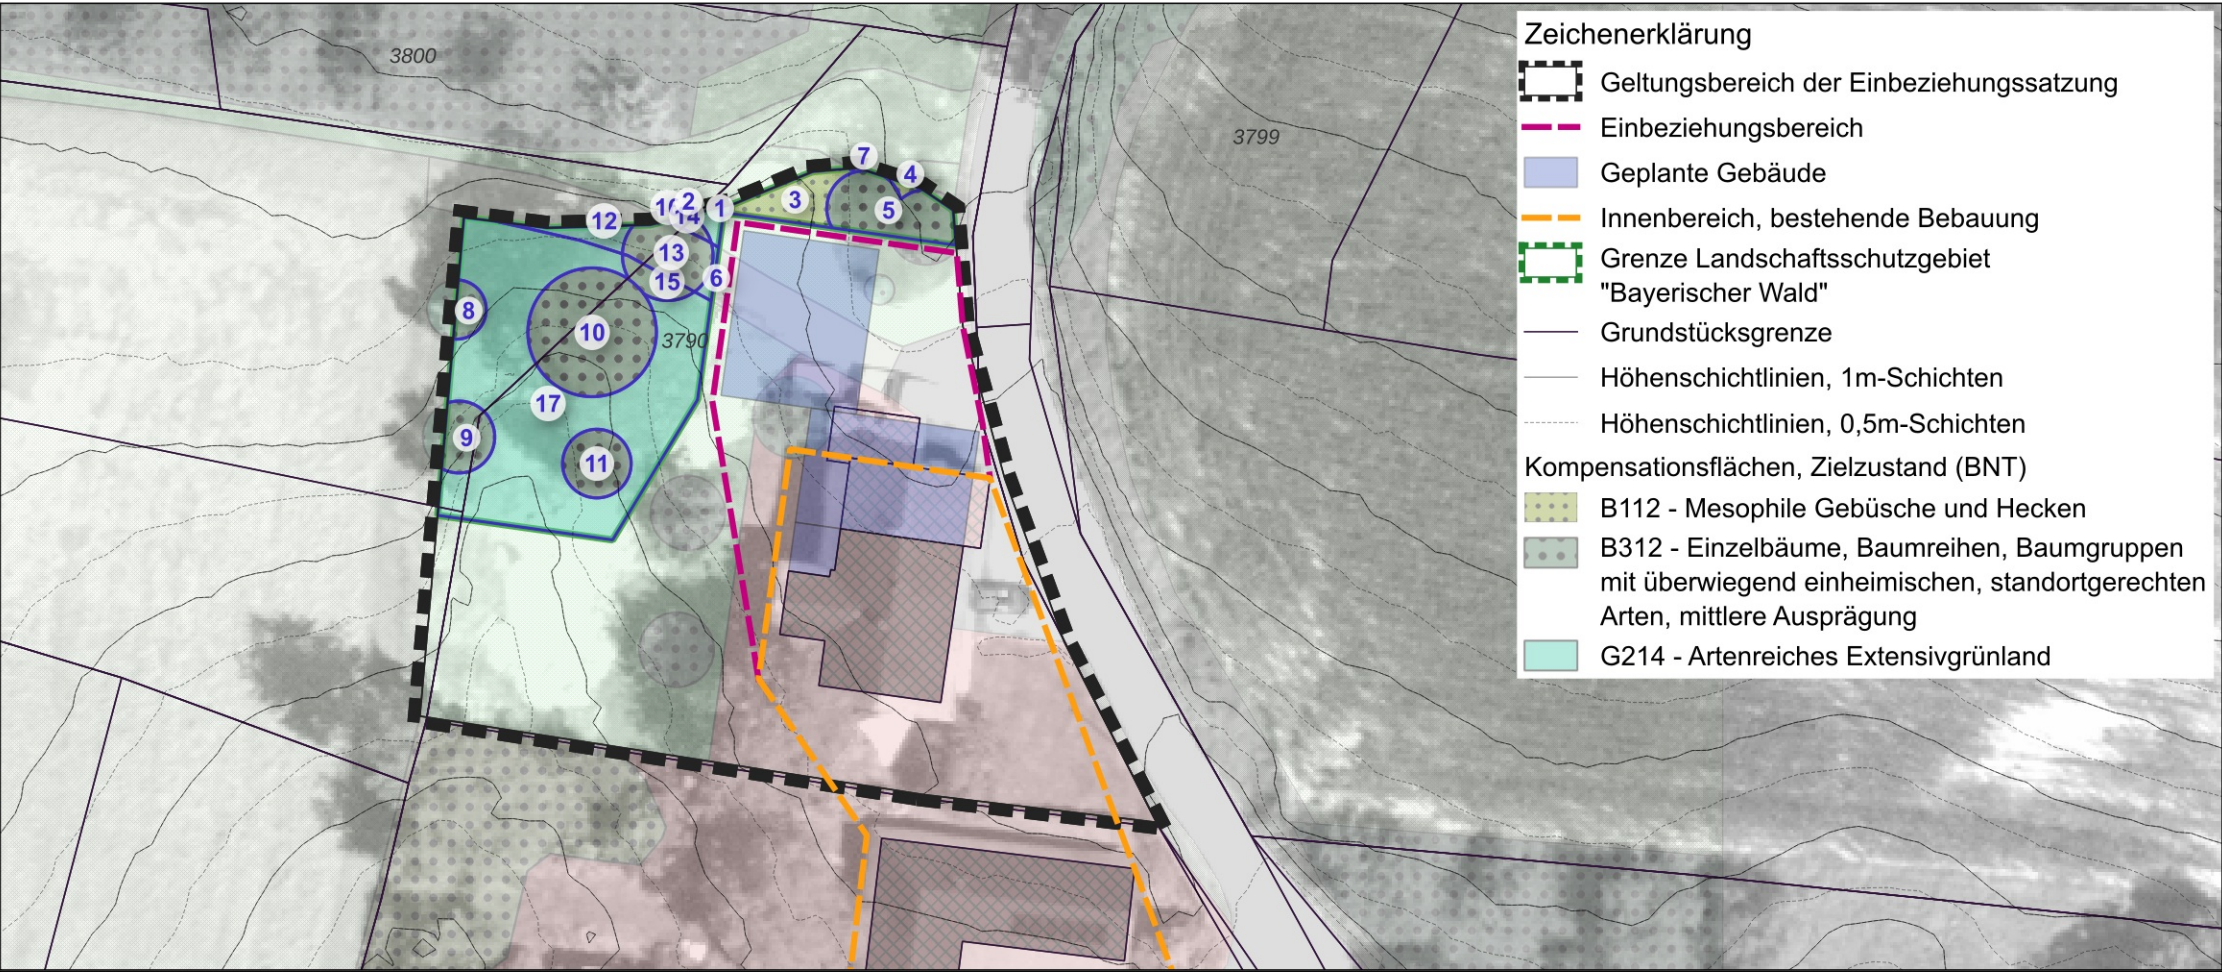 3800
3799
7
4
3
5
2
1
14
12
13
6
15
8
10
3790
17
9
11
Zeichenerklärung
Geltungsbereich der Einbeziehungssatzung
Einbeziehungsbereich
Geplante Gebäude
Innenbereich, bestehende Bebauung
Grenze Landschaftsschutzgebiet
"Bayerischer Wald"
Grundstücksgrenze
Höhenschichtlinien, 1m-Schichten
Höhenschichtlinien, 0,5m-Schichten
Kompensationsflächen, Zielzustand (BNT)
B112 - Mesophile Gebüsche und Hecken
B312 - Einzelbäume, Baumreihen, Baumgruppen
mit überwiegend einheimischen, standortgerechten
Arten, mittlere Ausprägung
G214 - Artenreiches Extensivgrünland